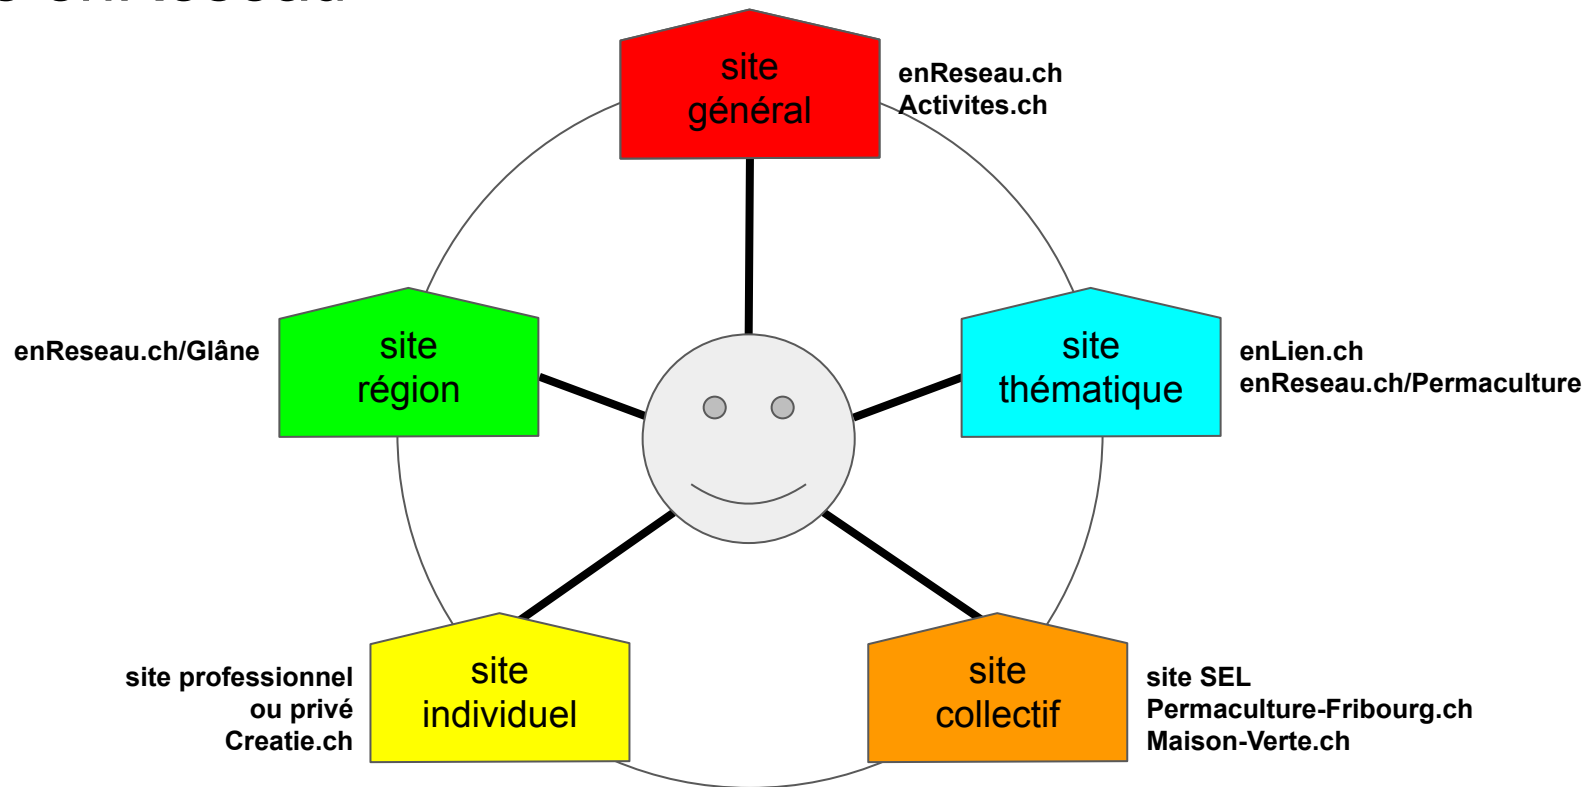 enReseau
site
général
enReseau.ch
Activites.ch
enReseau.ch/Glâne
site
région
site
thématique
enLien.ch
enReseau.ch/Permaculture
site professionnel
ou privé
Creatie.ch
site
individuel
site
collectif
site SEL
Permaculture-Fribourg.ch
Maison-Verte.ch